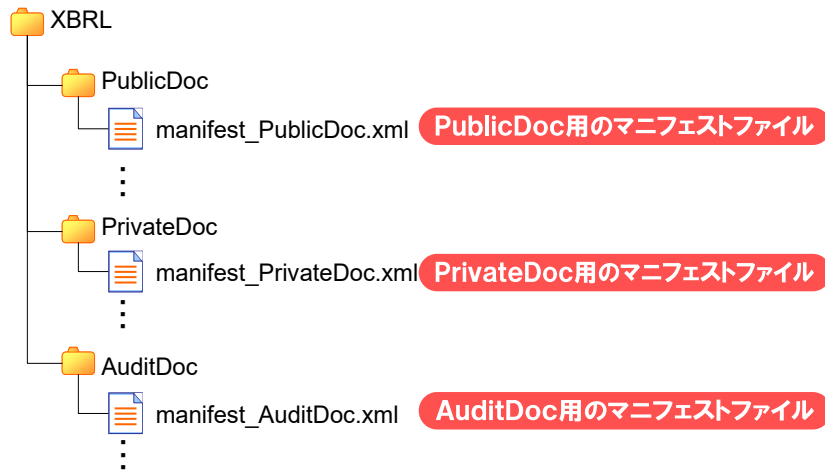 XBRL
PublicDoc
manifest_PublicDoc.xml PublicDoc用のマニフェストファイル
PrivateDoc
manifest_PrivateDoc.xml PrivateDoc用のマニフェストファイル
AuditDoc
manifest_AuditDoc.xml AuditDoc用のマニフェストファイル